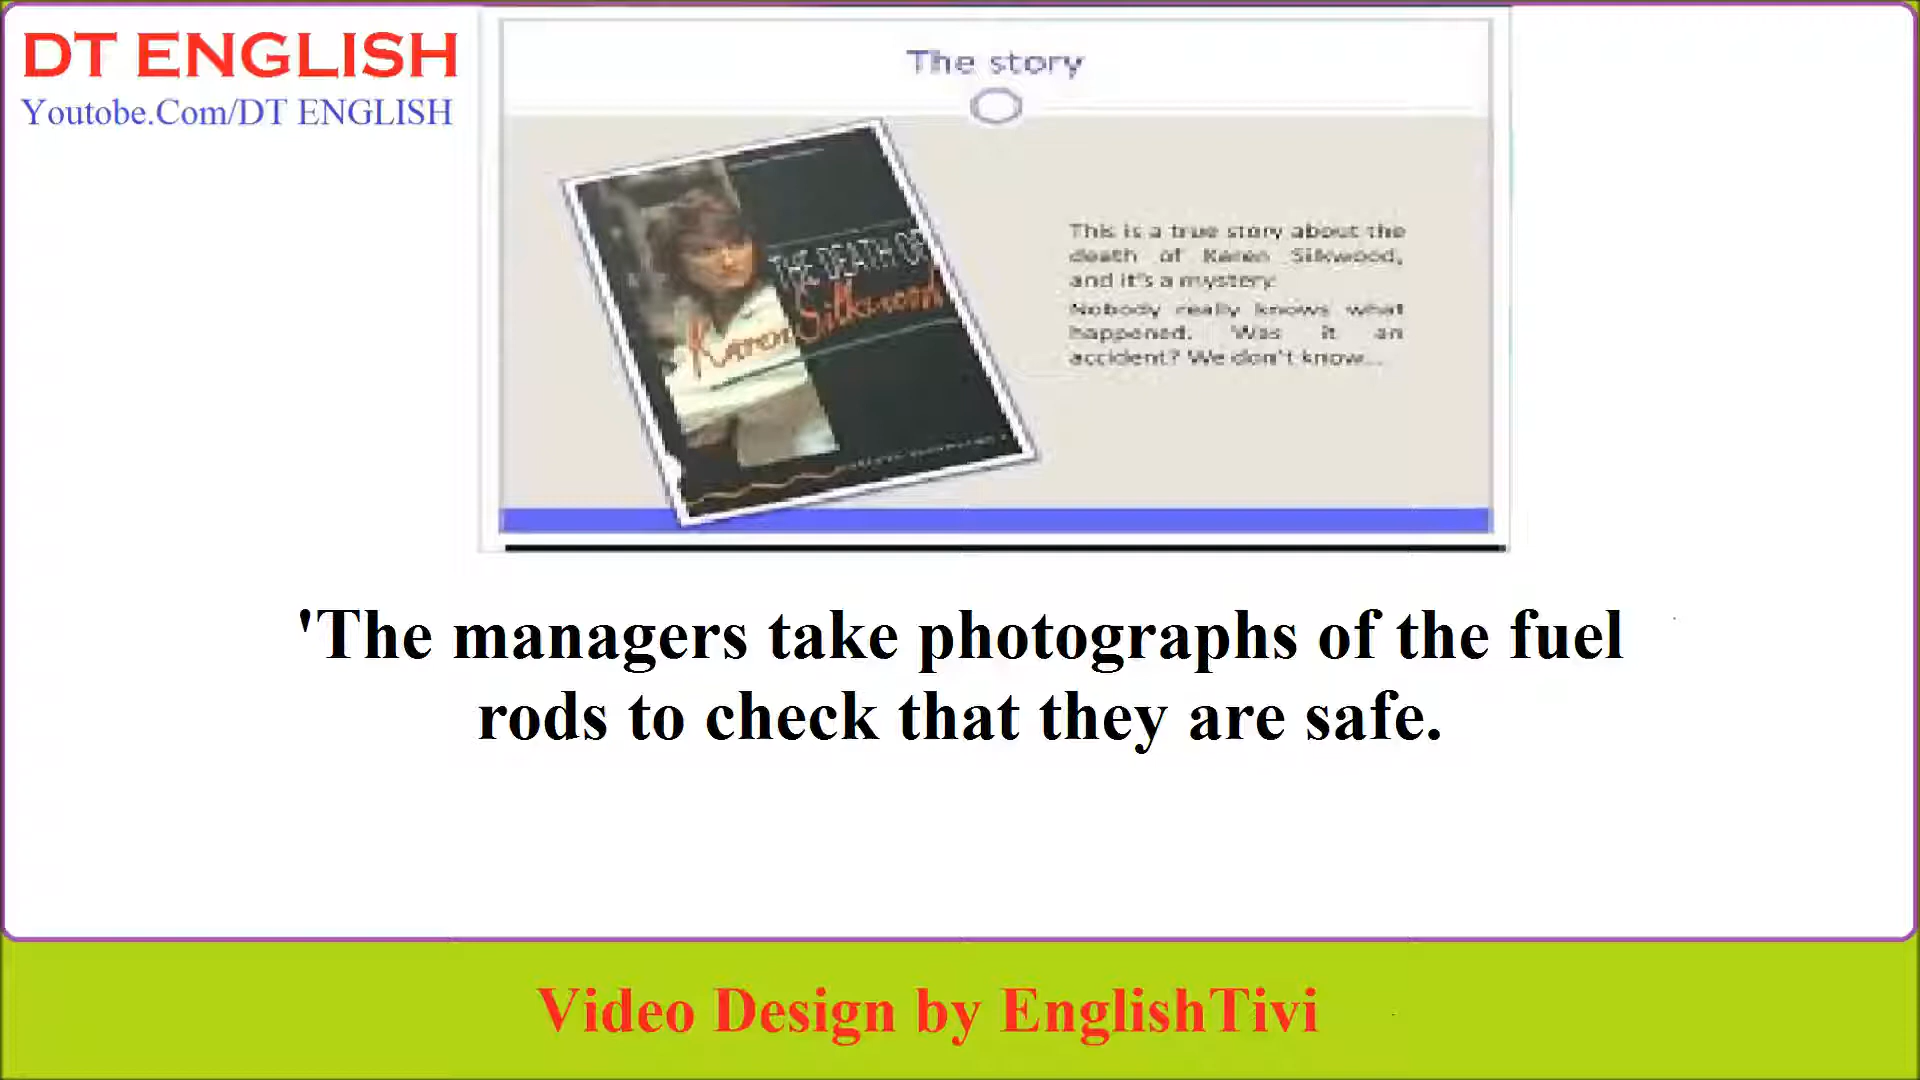 DT ENGLISH
Youtobe.Com/DT ENGLISH
The story
THE DEATH OF
Karen Silkwood
This is a true story about the
death of Karen Silkwood,
and it's a mystery
Nobody really knows what
happened. Was it an
accident? We don't know...
'The managers take photographs of the fuel
rods to check that they are safe.
Video Design by EnglishTivi